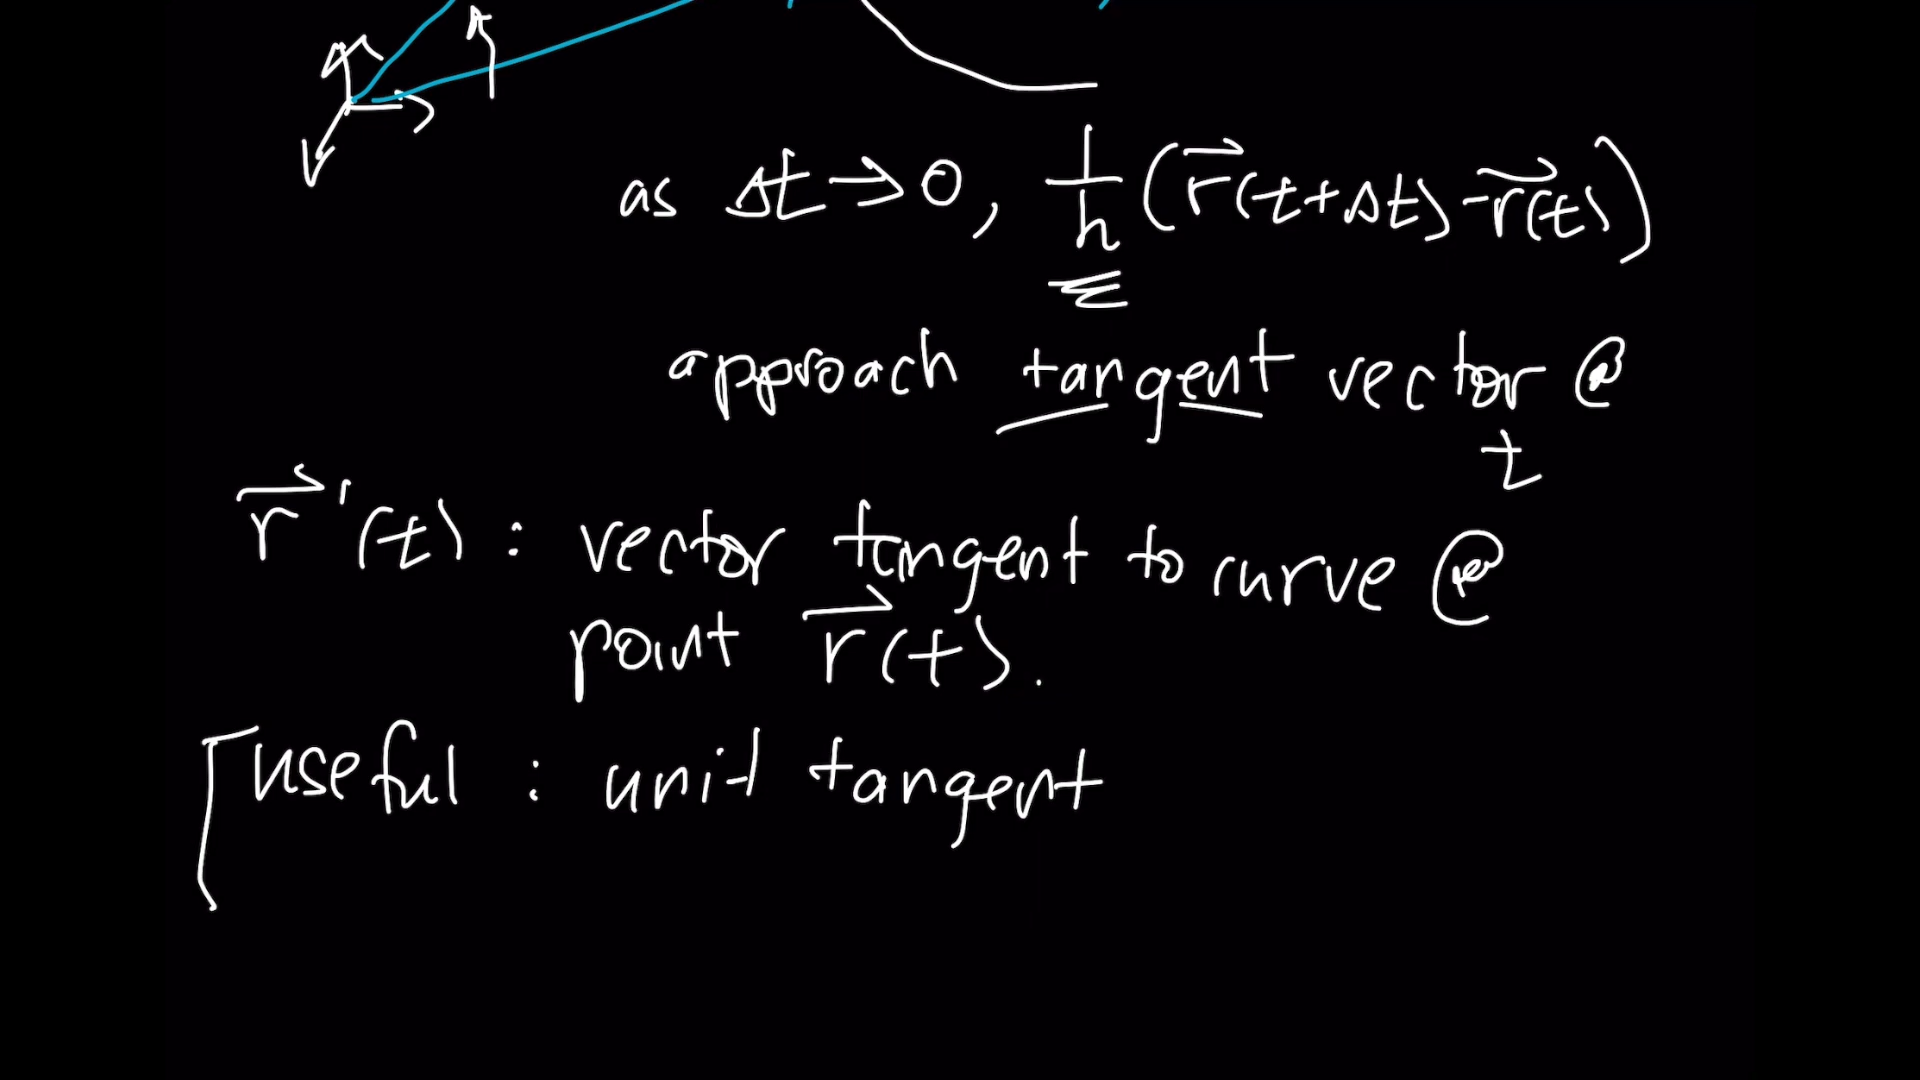 as Δt → 0, 1/h (r⃗(t+Δt) - r⃗(t))
approach tangent vector @
t
r⃗'(t) : vector tangent to curve @
point r⃗(t).
useful : unit tangent